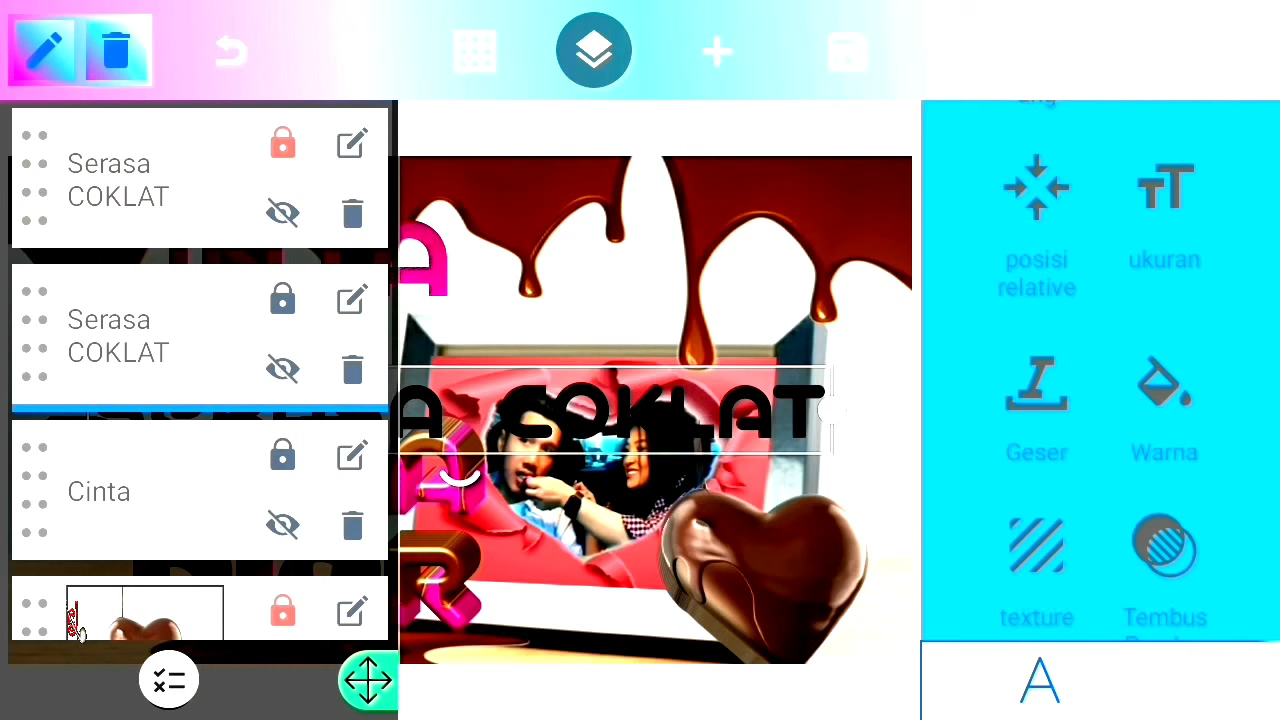 Serasa
COKLAT
Serasa
COKLAT
Cinta
A
A COKLAT
A
R
posisi
relative
ukuran
Geser
Warna
texture
Tembus
A